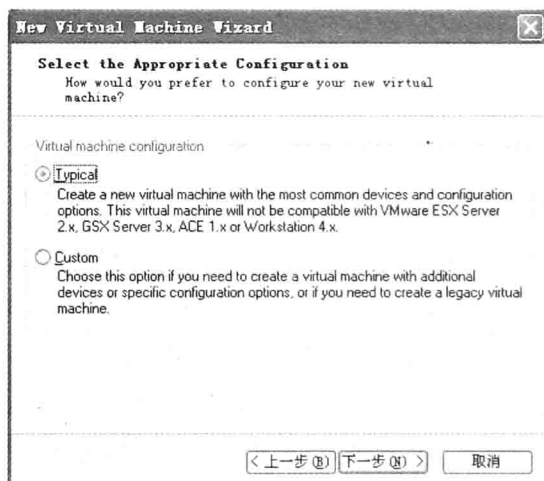 New Virtual Machine Wizard
Select the Appropriate Configuration
How would you prefer to configure your new virtual
machine?
Virtual machine configuration
Typical
Create a new virtual machine with the most common devices and configuration
options. This virtual machine will not be compatible with VMware ESX Server
2.x, GSX Server 3.x, ACE 1.x or Workstation 4.x.
Custom
Choose this option if you need to create a virtual machine with additional
devices or specific configuration options, or if you need to create a legacy virtual
machine.
< 上一步(B) 下一步(N) > 取消